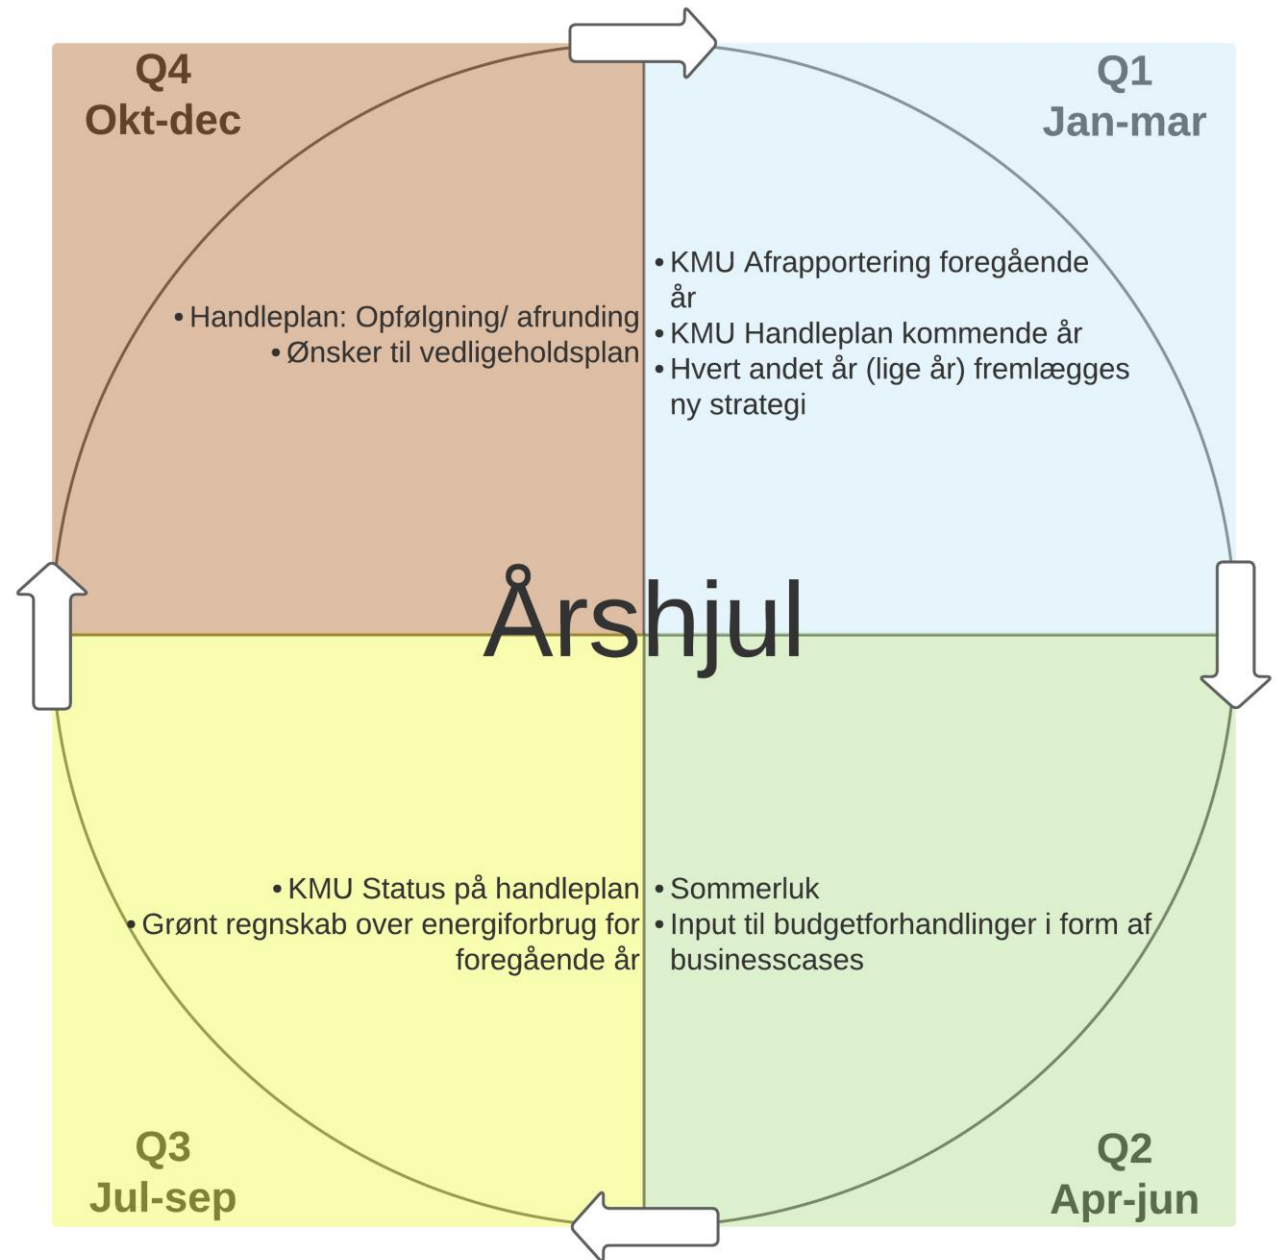 Q4
Okt-dec
• Handleplan: Opfølgning/ afrunding
• Ønsker til vedligeholdsplan
Q1
Jan-mar
• KMU Afrapportering foregående
år
• KMU Handleplan kommende år
• Hvert andet år (lige år) fremlægges
ny strategi
Årshjul
• KMU Status på handleplan
• Grønt regnskab over energiforbrug for
foregående år
Q3
Jul-sep
• Sommerluk
• Input til budgetforhandlinger i form af
businesscases
Q2
Apr-jun